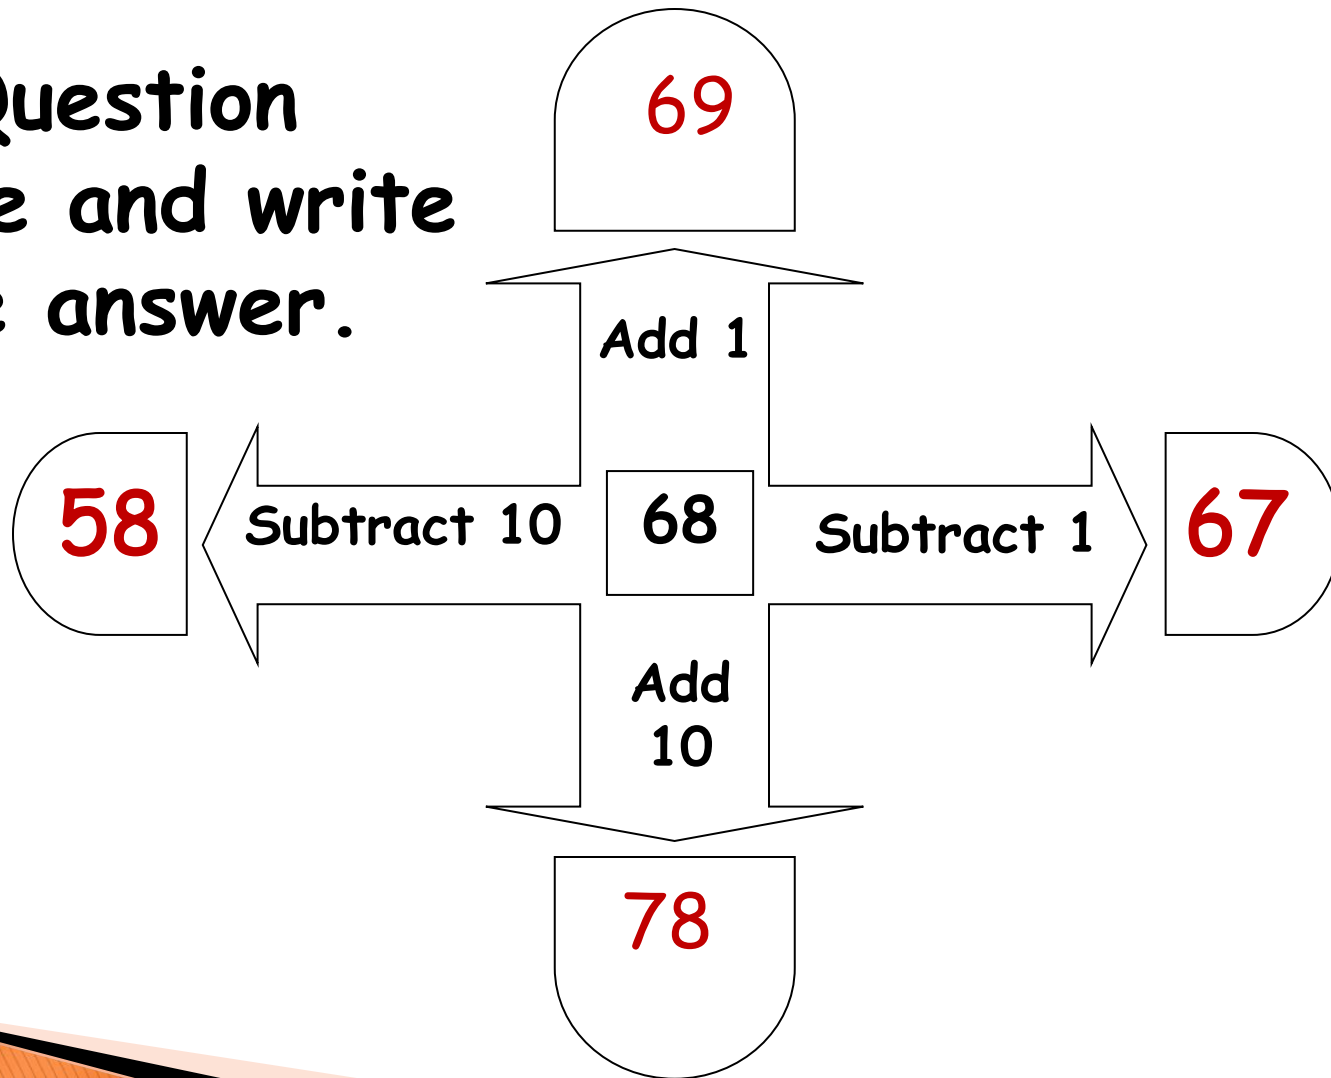 uestion
e and write
answer.
69
Add 1
58
Subtract 10
68
Subtract 1
67
Add
10
78